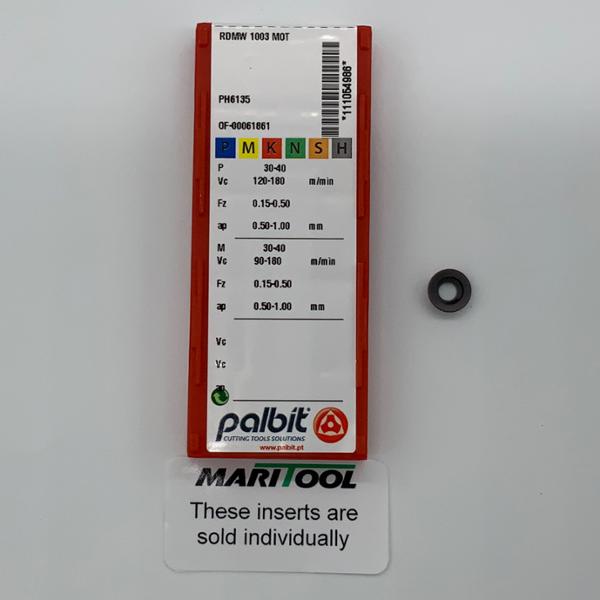 RDMW 1003 MOT
*111054986*
PH6135
OF-00061861
P M K N S H
P 30-40
Vc 120-180 m/min
Fz 0.15-0.50
ap 0.50-1.00 mm
M 30-40
Vc 90-180 m/min
Fz 0.15-0.50
ap 0.50-1.00 mm
Vc
Vc
ap
palbit
CUTTING TOOLS SOLUTIONS
www.palbit.pt
MARITOOL
These inserts are
sold individually